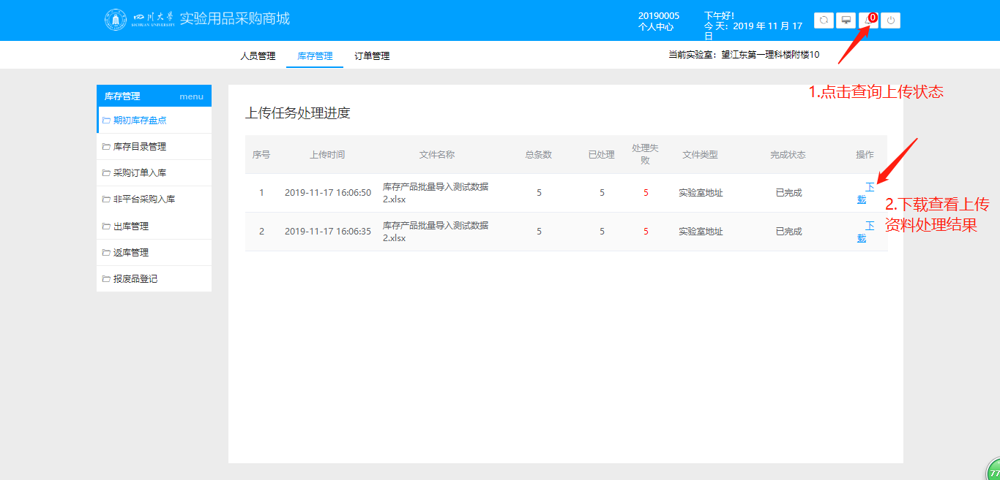 四川大学
SICHUAN UNIVERSITY
实验用品采购商城
20190005
个人中心
下午好!
今 天：2019 年 11 月 17
日
0
人员管理
库存管理
订单管理
当前实验室：望江东第一理科楼附楼10
1.点击查询上传状态
库存管理 menu
期初库存盘点
库存目录管理
采购订单入库
非平台采购入库
出库管理
返库管理
报废品登记
上传任务处理进度
序号 上传时间 文件名称 总条数 已处理 处理失
败 文件类型 完成状态 操作
1 2019-11-17 16:06:50 库存产品批量导入测试数据
2.xlsx 5 5 5 实验室地址 已完成 下
载
2 2019-11-17 16:06:35 库存产品批量导入测试数据
2.xlsx 5 5 5 实验室地址 已完成 下
载
2.下载查看上传
资料处理结果
77